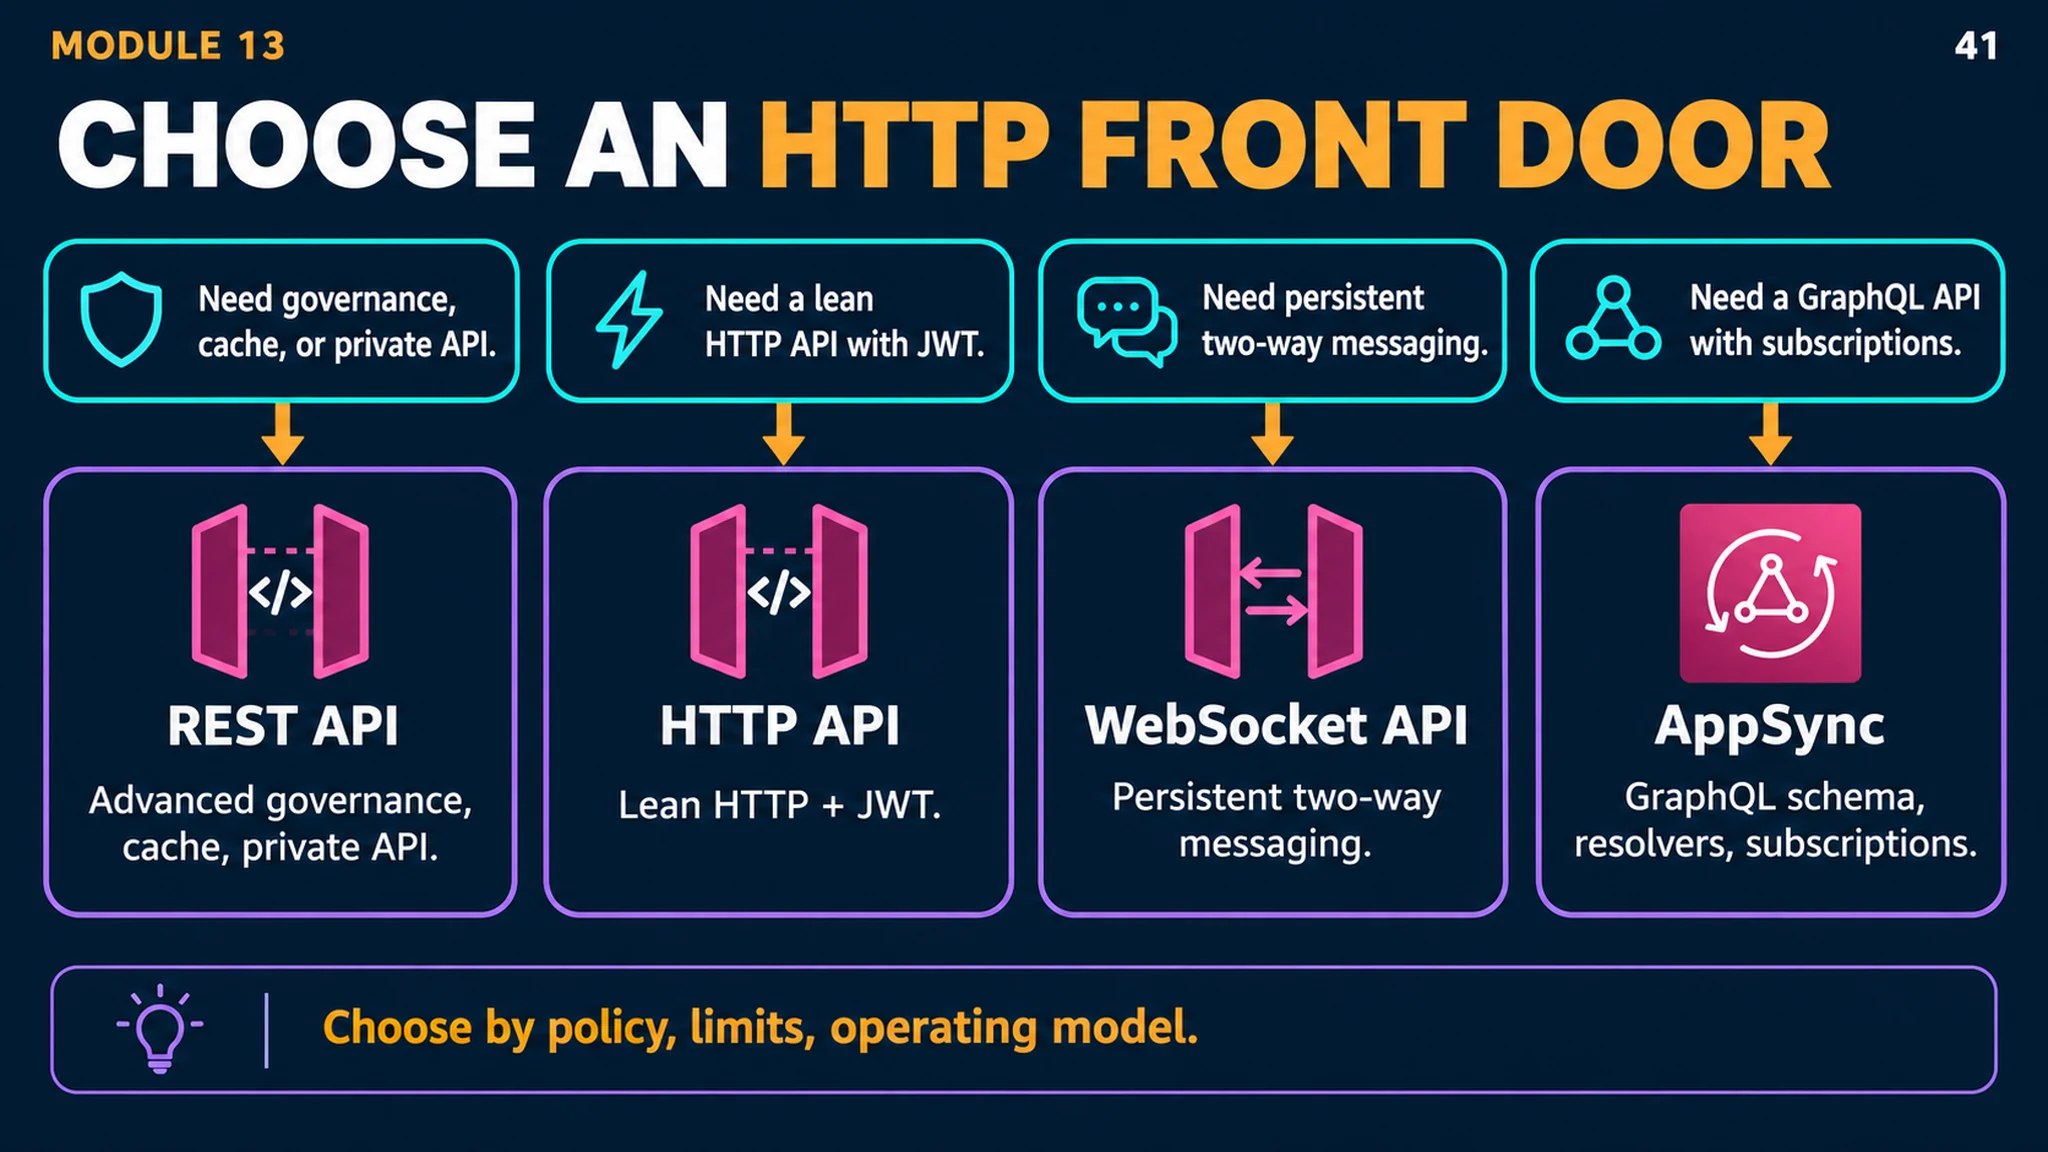 MODULE 13
41
CHOOSE AN HTTP FRONT DOOR
Need governance,
cache, or private API.
Need a lean
HTTP API with JWT.
Need persistent
two-way messaging.
Need a GraphQL API
with subscriptions.
</>
REST API
Advanced governance,
cache, private API.
</>
HTTP API
Lean HTTP + JWT.
WebSocket API
Persistent two-way
messaging.
AppSync
GraphQL schema,
resolvers, subscriptions.
Choose by policy, limits, operating model.